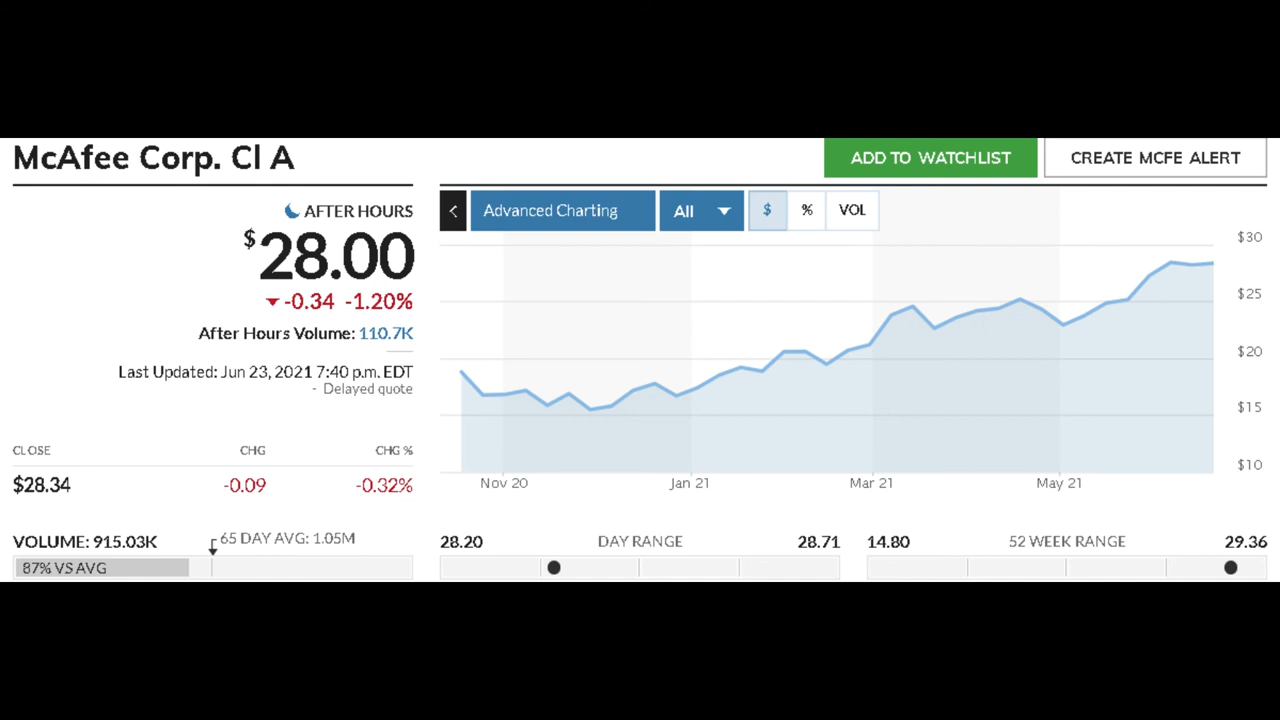 McAfee Corp. Cl A
ADD TO WATCHLIST
CREATE MCFE ALERT
AFTER HOURS
$28.00
-0.34 -1.20%
After Hours Volume: 110.7K
Last Updated: Jun 23, 2021 7:40 p.m. EDT
- Delayed quote
CLOSE CHG CHG %
$28.34 -0.09 -0.32%
VOLUME: 915.03K 65 DAY AVG: 1.05M
87% VS AVG
Advanced Charting All $ % VOL
$30
$25
$20
$15
$10
Nov 20 Jan 21 Mar 21 May 21
28.20 DAY RANGE 28.71
14.80 52 WEEK RANGE 29.36